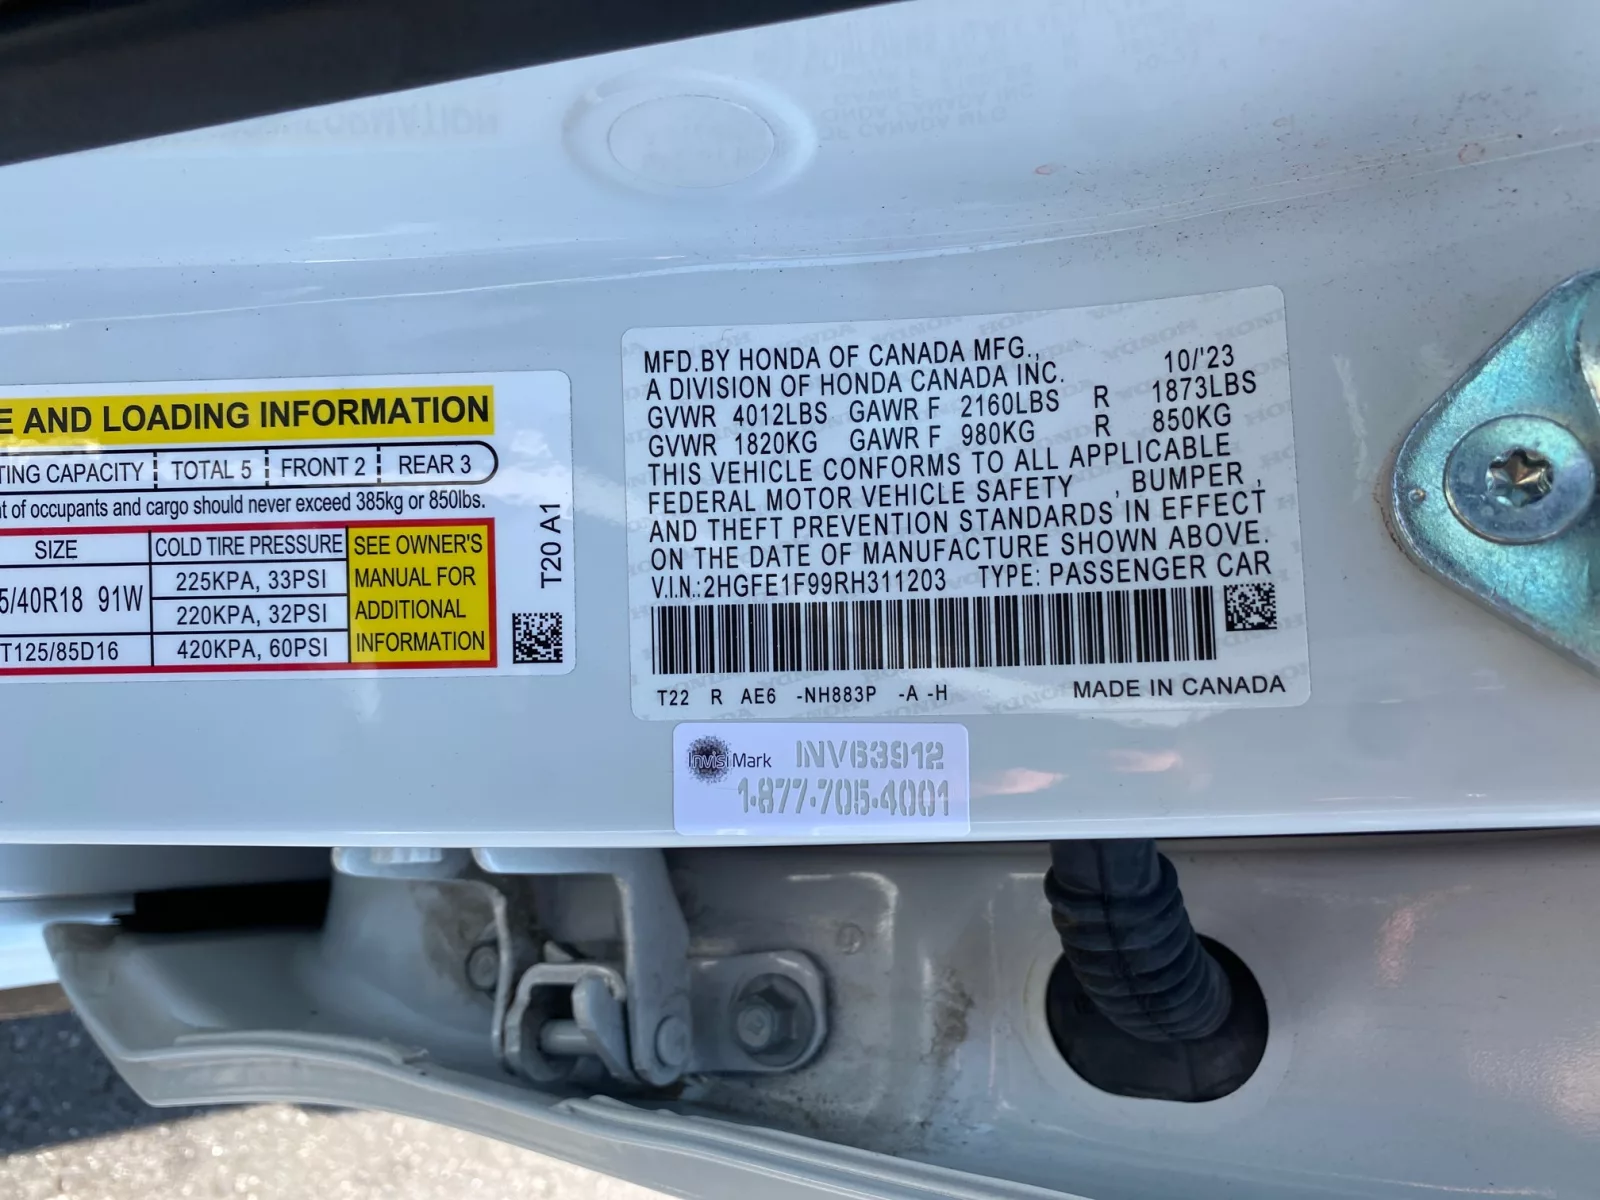 E AND LOADING INFORMATION
TING CAPACITY TOTAL 5 FRONT 2 REAR 3
nt of occupants and cargo should never exceed 385kg or 850lbs.
SIZE COLD TIRE PRESSURE SEE OWNER'S
MANUAL FOR
ADDITIONAL
INFORMATION
5/40R18 91W 225KPA, 33PSI
220KPA, 32PSI
T125/85D16 420KPA, 60PSI
T20 A1
MFD.BY HONDA OF CANADA MFG., 10/'23
A DIVISION OF HONDA CANADA INC.
GVWR 4012LBS GAWR F 2160LBS R 1873LBS
GVWR 1820KG GAWR F 980KG R 850KG
THIS VEHICLE CONFORMS TO ALL APPLICABLE
FEDERAL MOTOR VEHICLE SAFETY , BUMPER ,
AND THEFT PREVENTION STANDARDS IN EFFECT
ON THE DATE OF MANUFACTURE SHOWN ABOVE.
V.I.N.:2HGFE1F99RH311203 TYPE: PASSENGER CAR
T22 R AE6 -NH883P -A -H MADE IN CANADA
InvisiMark INV63912
1-877-705-4001